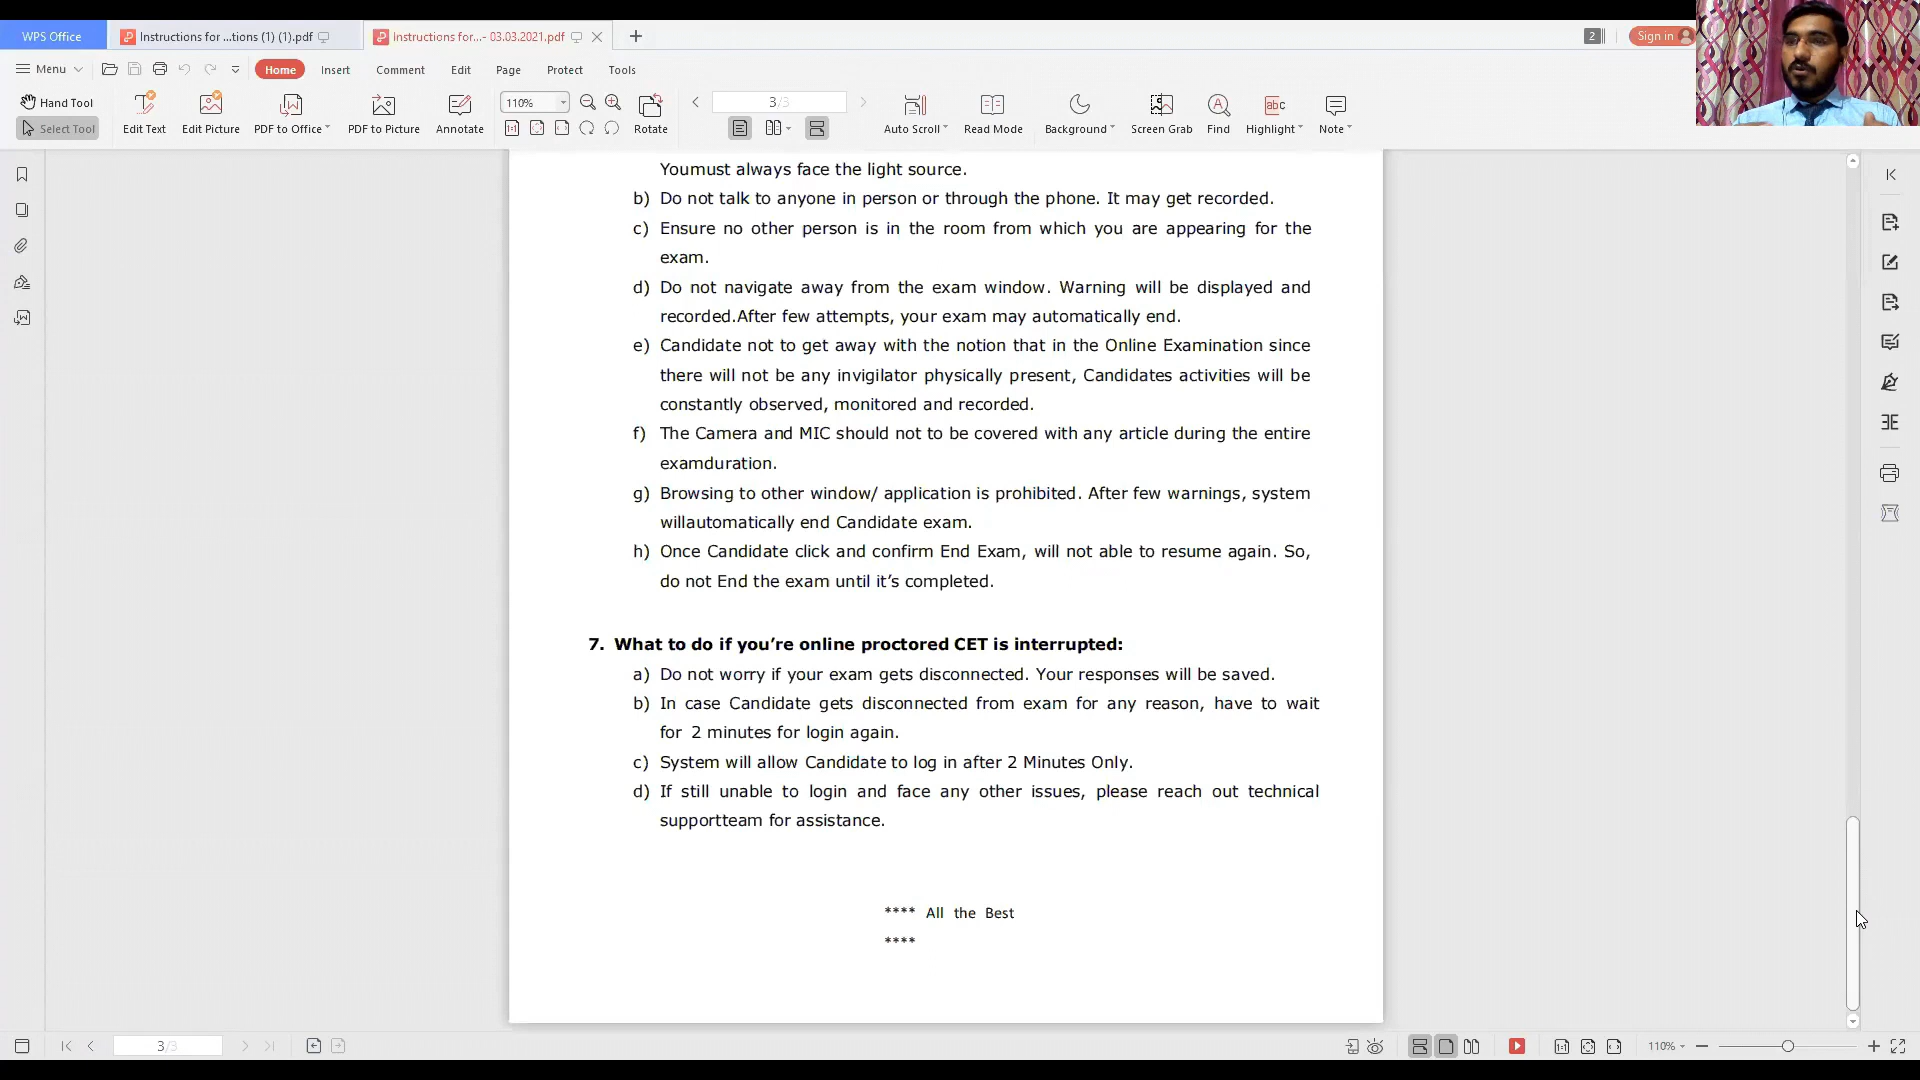 WPS Office
Instructions for ...tions (1) (1).pdf
Instructions for...- 03.03.2021.pdf
2
Sign in
Menu
Home
Insert
Comment
Edit
Page
Protect
Tools
Hand Tool
Select Tool
Edit Text
Edit Picture
PDF to Office
PDF to Picture
Annotate
110%
Rotate
3/3
Auto Scroll
Read Mode
Background
Screen Grab
Find
Highlight
Note
Youmust always face the light source.
b) Do not talk to anyone in person or through the phone. It may get recorded.
c) Ensure no other person is in the room from which you are appearing for the
exam.
d) Do not navigate away from the exam window. Warning will be displayed and
recorded.After few attempts, your exam may automatically end.
e) Candidate not to get away with the notion that in the Online Examination since
there will not be any invigilator physically present, Candidates activities will be
constantly observed, monitored and recorded.
f) The Camera and MIC should not to be covered with any article during the entire
examduration.
g) Browsing to other window/ application is prohibited. After few warnings, system
willautomatically end Candidate exam.
h) Once Candidate click and confirm End Exam, will not able to resume again. So,
do not End the exam until it’s completed.
7. What to do if you’re online proctored CET is interrupted:
a) Do not worry if your exam gets disconnected. Your responses will be saved.
b) In case Candidate gets disconnected from exam for any reason, have to wait
for 2 minutes for login again.
c) System will allow Candidate to log in after 2 Minutes Only.
d) If still unable to login and face any other issues, please reach out technical
supportteam for assistance.
**** All the Best
****
3/3
110%